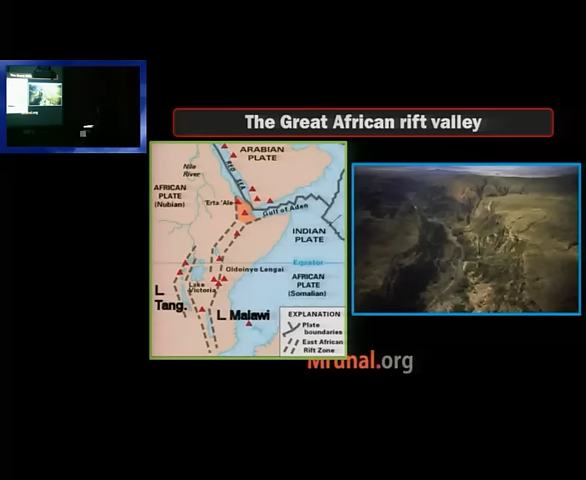 The Great African rift valley
ARABIAN
PLATE
Nile
River
RED SEA
AFRICAN
PLATE
(Nubian)
'Erta 'Ale
Gulf of Aden
INDIAN
PLATE
Equator
Oldoinyo Lengai
AFRICAN
PLATE
(Somalian)
Lake
Victoria
L.
Tang.
L. Malawi
EXPLANATION
Plate
boundaries
East African
Rift Zone
Mrunal.org